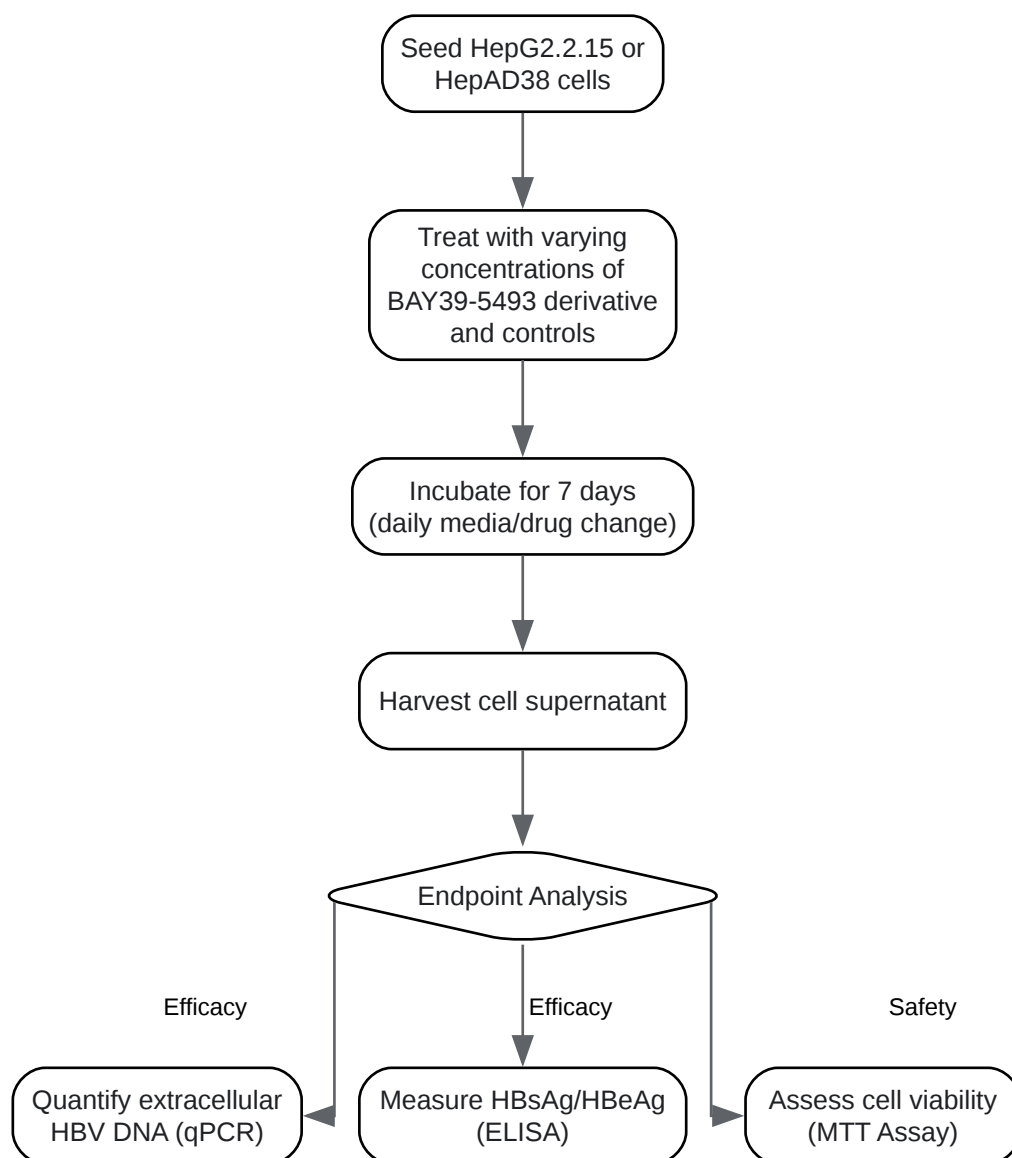 Seed HepG2.2.15 or
HepAD38 cells
Treat with varying
concentrations of
BAY39-5493 derivative
and controls
Incubate for 7 days
(daily media/drug change)
Harvest cell supernatant
Endpoint Analysis
Efficacy
Efficacy
Safety
Quantify extracellular
HBV DNA (qPCR)
Measure HBsAg/HBeAg
(ELISA)
Assess cell viability
(MTT Assay)